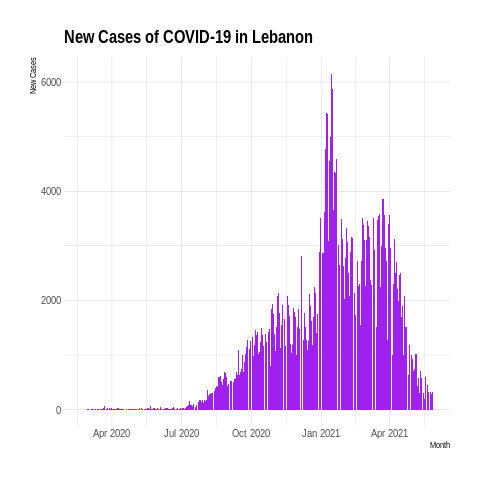 New Cases of COVID-19 in Lebanon
New Cases
6000
4000
2000
0
Apr 2020 Jul 2020 Oct 2020 Jan 2021 Apr 2021
Month